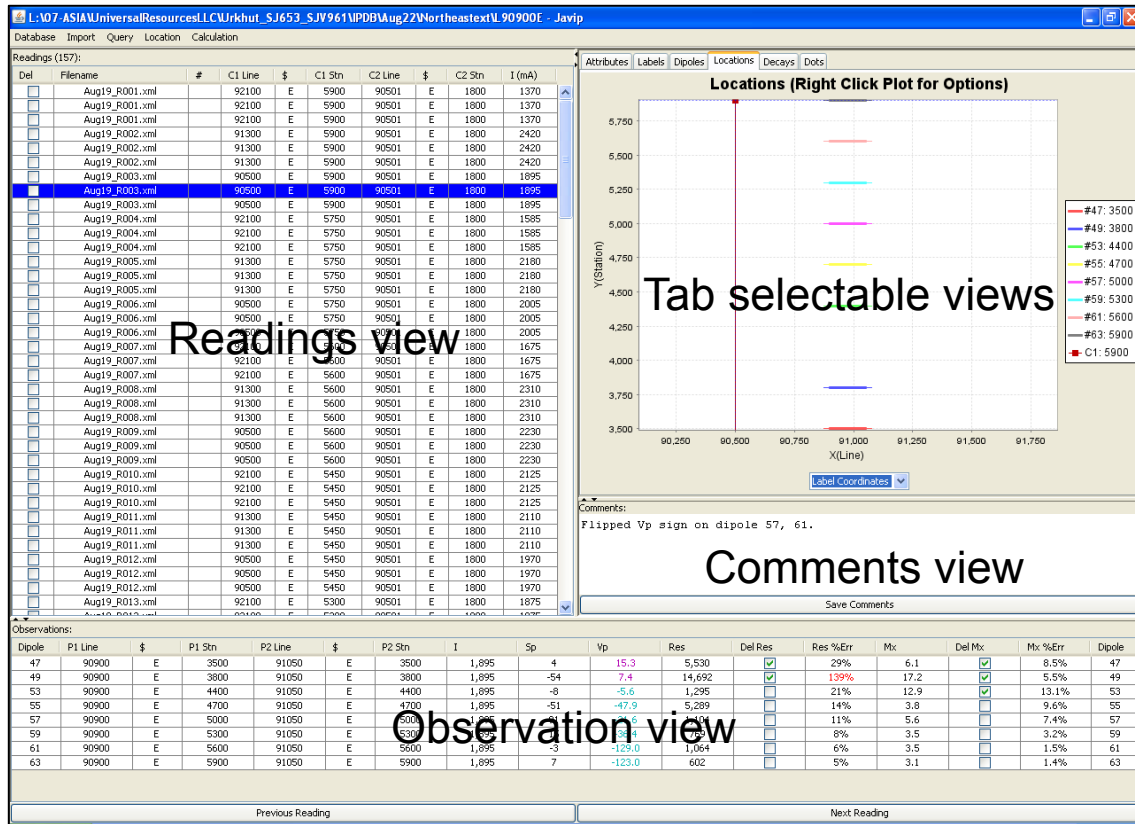 L:\07-ASIA\UniversalResourcesLLC\Urkhut_SJ653_SJV961\IPDB\Aug22\Northeastext\L90900E - Javip
Database Import Query Location Calculation
Readings (157):
Del Filename # C1 Line $ C1 Stn C2 Line $ C2 Stn I (mA)
Aug19_R001.xml 92100 E 5900 90501 E 1800 1370
Aug19_R001.xml 92100 E 5900 90501 E 1800 1370
Aug19_R001.xml 92100 E 5900 90501 E 1800 1370
Aug19_R002.xml 91300 E 5900 90501 E 1800 2420
Aug19_R002.xml 91300 E 5900 90501 E 1800 2420
Aug19_R002.xml 91300 E 5900 90501 E 1800 2420
Aug19_R003.xml 90500 E 5900 90501 E 1800 1895
Aug19_R003.xml 90500 E 5900 90501 E 1800 1895
Aug19_R003.xml 90500 E 5900 90501 E 1800 1895
Aug19_R004.xml 92100 E 5750 90501 E 1800 1585
Aug19_R004.xml 92100 E 5750 90501 E 1800 1585
Aug19_R004.xml 92100 E 5750 90501 E 1800 1585
Aug19_R005.xml 91300 E 5750 90501 E 1800 2180
Aug19_R005.xml 91300 E 5750 90501 E 1800 2180
Aug19_R005.xml 91300 E 5750 90501 E 1800 2180
Aug19_R006.xml 90500 E 5750 90501 E 1800 2005
Aug19_R006.xml 90500 E 5750 90501 E 1800 2005
Aug19_R006.xml E 1800 2005
Aug19_R007.xml E 1800 1675
Aug19_R007.xml 92100 E 5600 90501 E 1800 1675
Aug19_R007.xml 92100 E 5600 90501 E 1800 1675
Aug19_R008.xml 91300 E 5600 90501 E 1800 2310
Aug19_R008.xml 91300 E 5600 90501 E 1800 2310
Aug19_R008.xml 91300 E 5600 90501 E 1800 2310
Aug19_R009.xml 90500 E 5600 90501 E 1800 2230
Aug19_R009.xml 90500 E 5600 90501 E 1800 2230
Aug19_R009.xml 90500 E 5600 90501 E 1800 2230
Aug19_R010.xml 92100 E 5450 90501 E 1800 2125
Aug19_R010.xml 92100 E 5450 90501 E 1800 2125
Aug19_R010.xml 92100 E 5450 90501 E 1800 2125
Aug19_R011.xml 91300 E 5450 90501 E 1800 2110
Aug19_R011.xml 91300 E 5450 90501 E 1800 2110
Aug19_R011.xml 91300 E 5450 90501 E 1800 2110
Aug19_R012.xml 90500 E 5450 90501 E 1800 1970
Aug19_R012.xml 90500 E 5450 90501 E 1800 1970
Aug19_R012.xml 90500 E 5450 90501 E 1800 1970
Aug19_R013.xml 92100 E 5300 90501 E 1800 1875
Readings view
Attributes Labels Dipoles Locations Decays Dots
Locations (Right Click Plot for Options)
5,750
5,500
5,250
5,000
4,750
4,500
4,250
4,000
3,750
3,500
Y(Station)
90,250 90,500 90,750 91,000 91,250 91,500 91,750
X(Line)
#47: 3500
#49: 3800
#53: 4400
#55: 4700
#57: 5000
#59: 5300
#61: 5600
#63: 5900
C1: 5900
Tab selectable views
Label Coordinates
Comments:
Flipped Vp sign on dipole 57, 61.
Comments view
Save Comments
Observations:
Dipole P1 Line $ P1 Stn P2 Line $ P2 Stn I Sp Vp Res Del Res Res %Err Mx Del Mx Mx %Err Dipole
47 90900 E 3500 91050 E 3500 1,895 4 15.3 5,530 29% 6.1 8.5% 47
49 90900 E 3800 91050 E 3800 1,895 -54 7.4 14,692 139% 17.2 5.5% 49
53 90900 E 4400 91050 E 4400 1,895 -8 -5.6 1,295 21% 12.9 13.1% 53
55 90900 E 4700 91050 E 4700 1,895 -51 -47.9 5,289 14% 3.8 9.6% 55
57 90900 E 5000 91050 E 11% 5.6 7.4% 57
59 90900 E 5300 91050 E 8% 3.5 3.2% 59
61 90900 E 5600 91050 E 5600 1,895 -3 -129.0 1,064 6% 3.5 1.5% 61
63 90900 E 5900 91050 E 5900 1,895 7 -123.0 602 5% 3.1 1.4% 63
Observation view
Previous Reading Next Reading